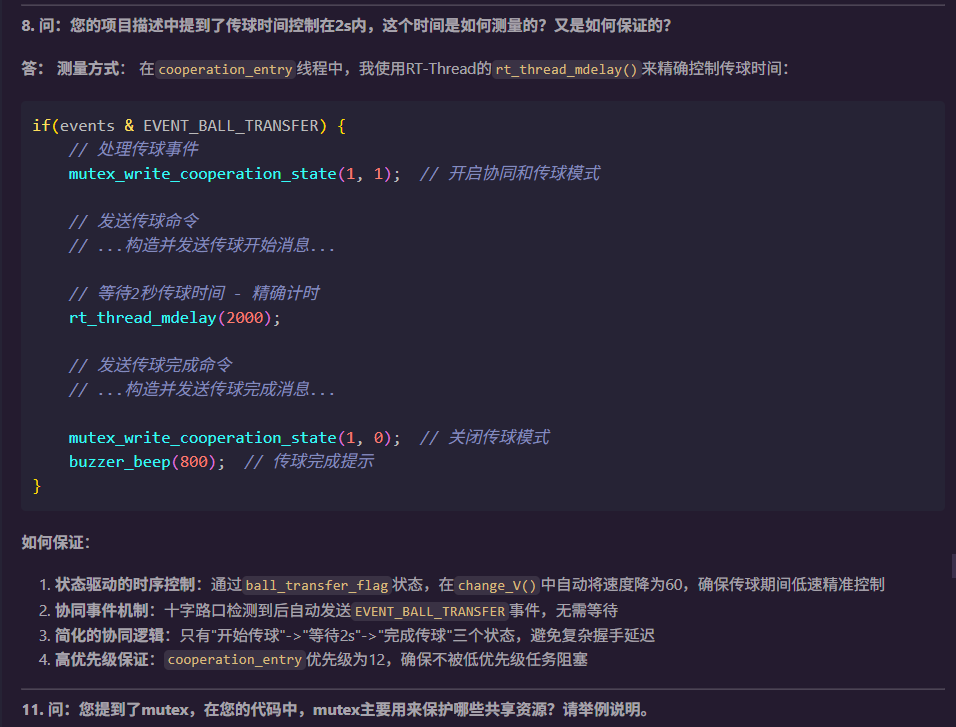 8. 问：您的项目描述中提到了传球时间控制在2s内，这个时间是如何测量的？又是如何保证的？
答： 测量方式： 在cooperation_entry线程中，我使用RT-Thread的rt_thread_mdelay()来精确控制传球时间：
if(events & EVENT_BALL_TRANSFER) {
// 处理传球事件
mutex_write_cooperation_state(1, 1);  // 开启协同和传球模式
// 发送传球命令
// ...构造并发送传球开始消息...
// 等待2秒传球时间 - 精确计时
rt_thread_mdelay(2000);
// 发送传球完成命令
// ...构造并发送传球完成消息...
mutex_write_cooperation_state(1, 0);  // 关闭传球模式
buzzer_beep(800);  // 传球完成提示
}
如何保证：
1. 状态驱动的时序控制：通过ball_transfer_flag状态，在change_V()中自动将速度降为60，确保传球期间低速精准控制
2. 协同事件机制：十字路口检测到后自动发送EVENT_BALL_TRANSFER事件，无需等待
3. 简化的协同逻辑：只有"开始传球"->"等待2s"->"完成传球"三个状态，避免复杂握手延迟
4. 高优先级保证：cooperation_entry优先级为12，确保不被低优先级任务阻塞
11. 问：您提到了mutex，在您的代码中，mutex主要用来保护哪些共享资源？请举例说明。